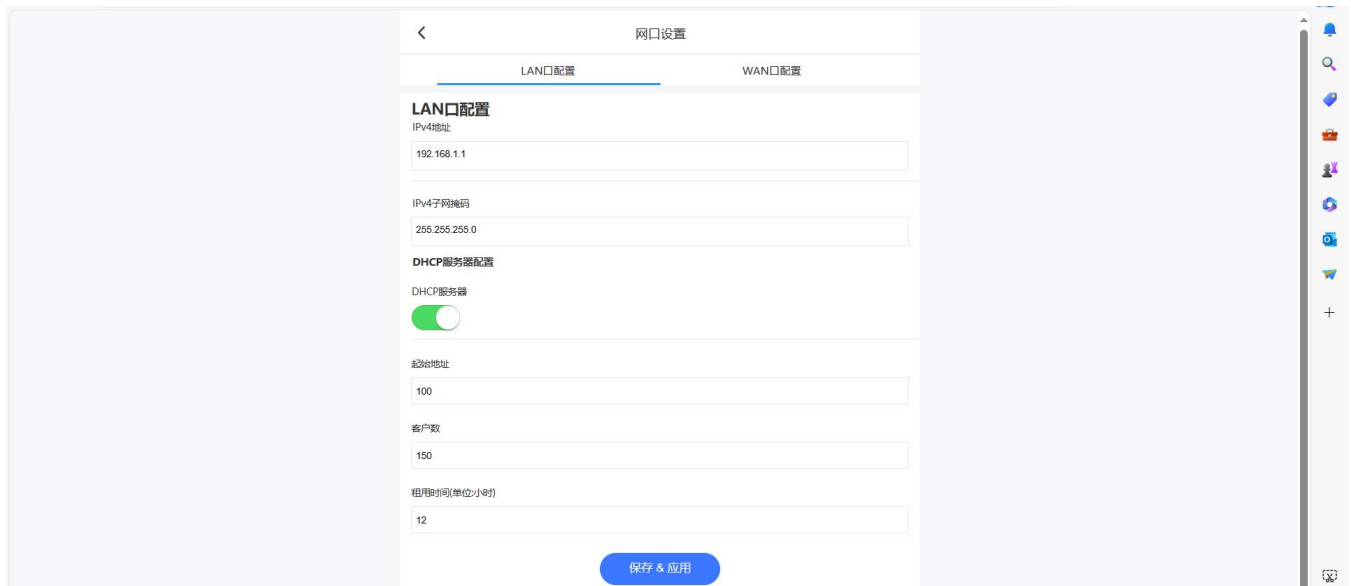 网口设置
LAN口配置
WAN口配置
LAN口配置
IPv4地址
192.168.1.1
IPv4子网掩码
255.255.255.0
DHCP服务器配置
DHCP服务器
起始地址
100
客户数
150
租用时间(单位:小时)
12
保存 & 应用